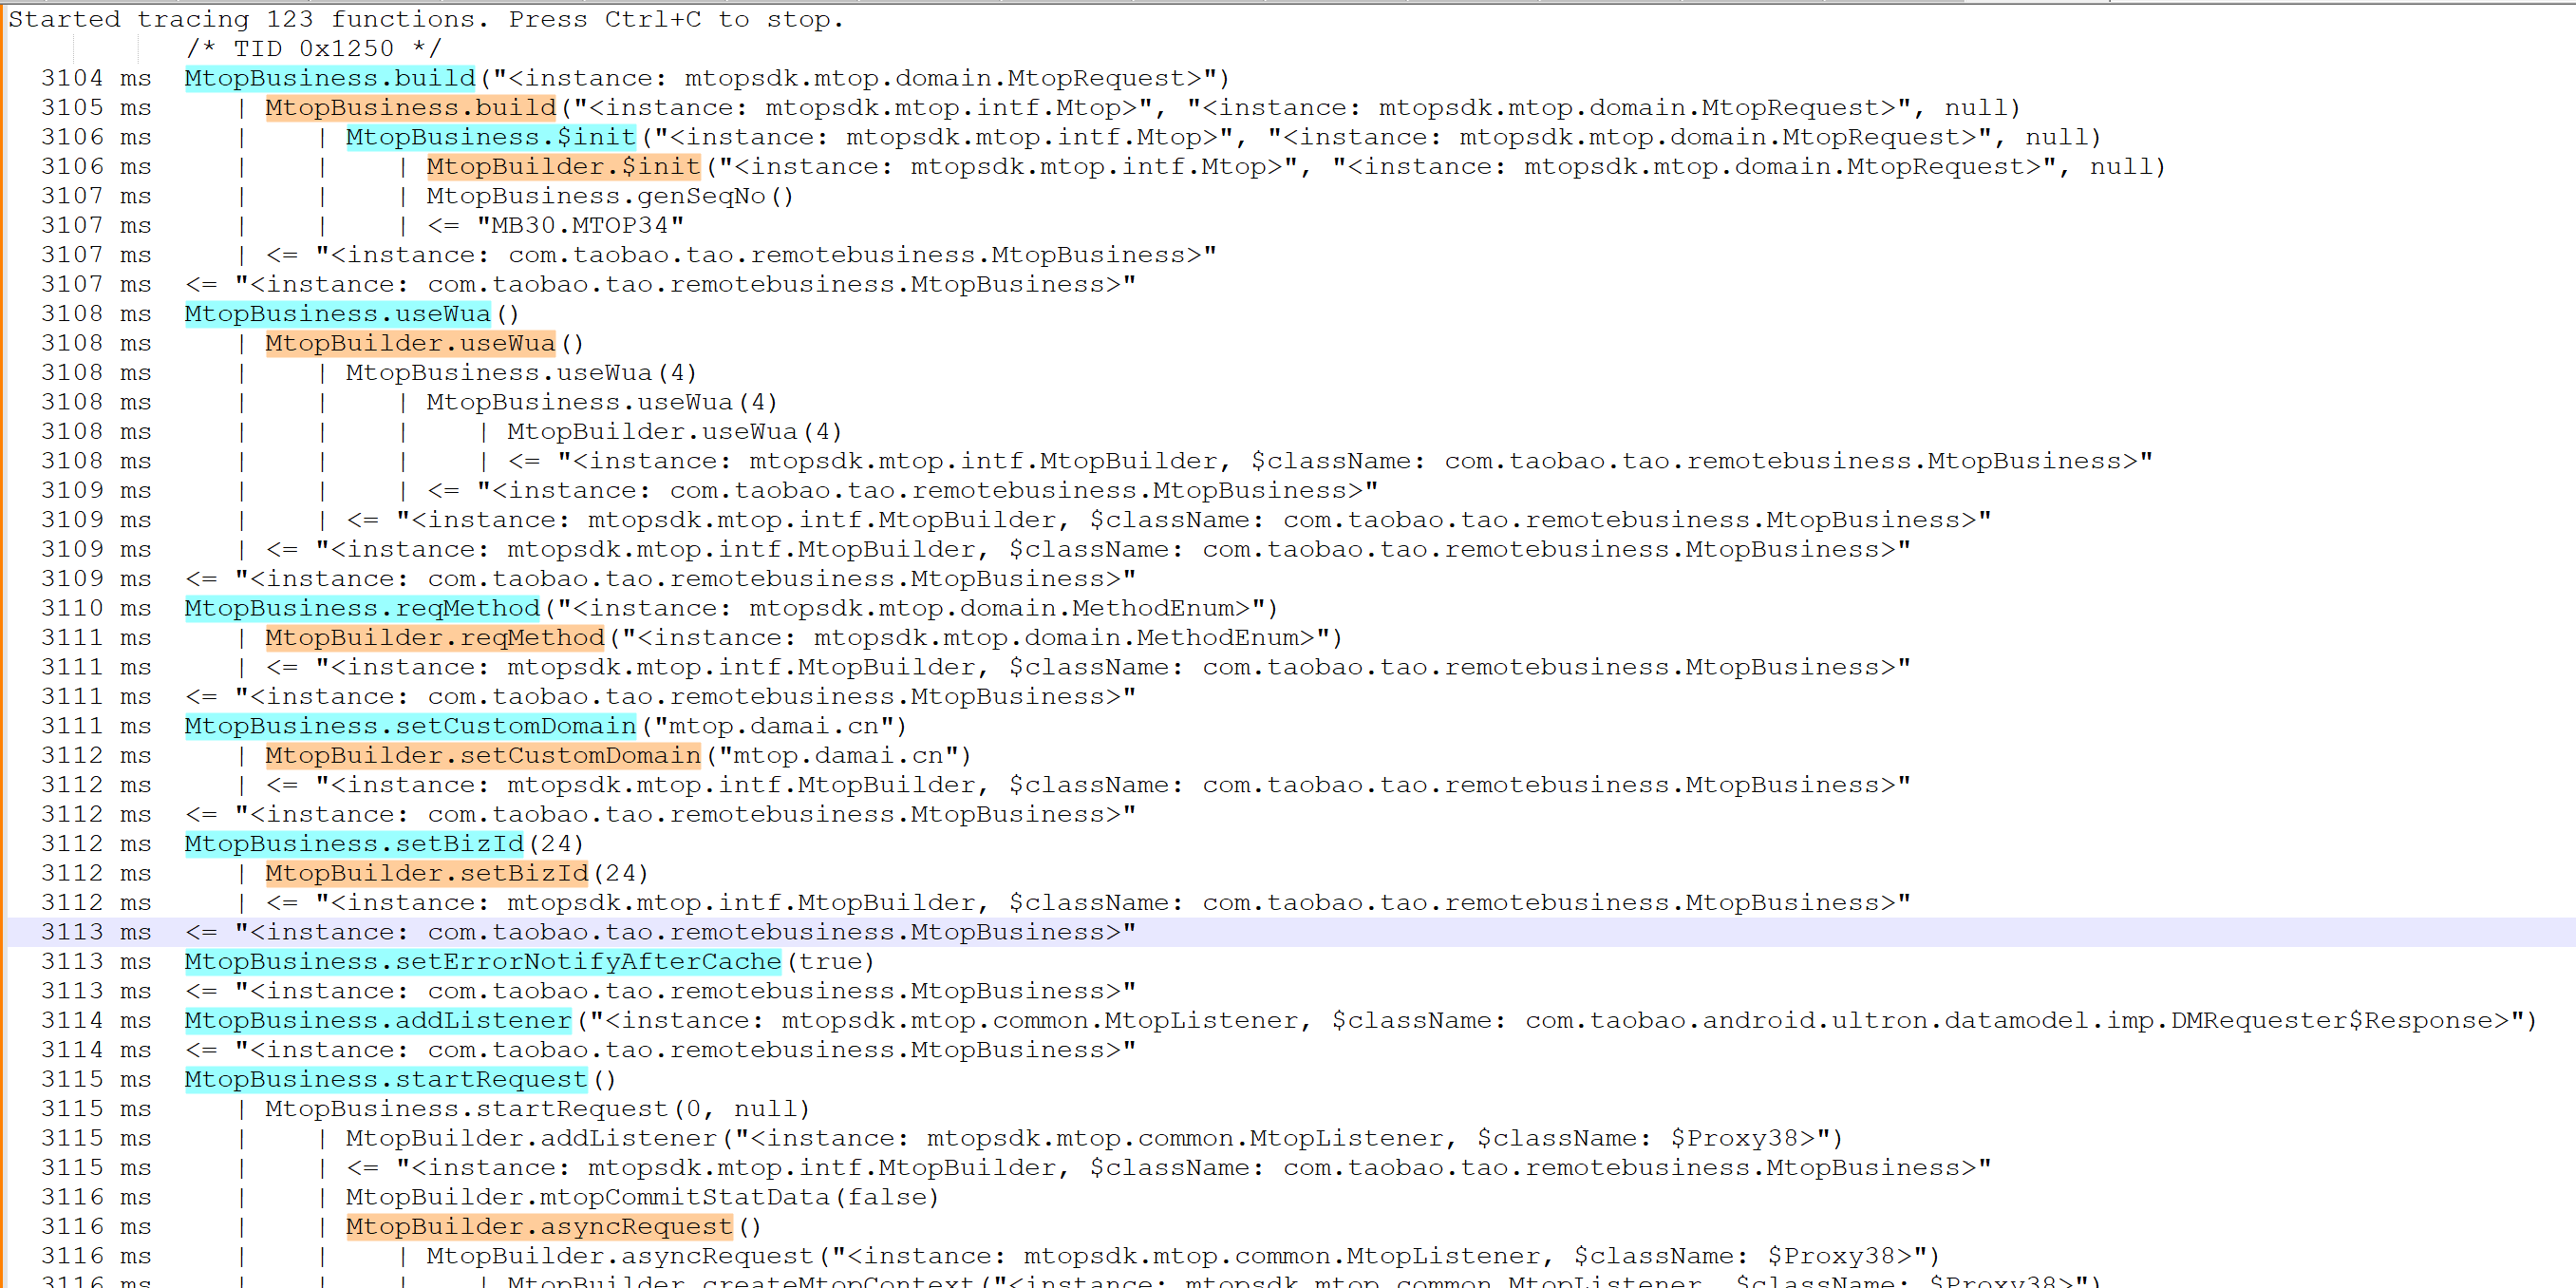 Started tracing 123 functions. Press Ctrl+C to stop.
/* TID 0x1250 */
3104 ms  MtopBusiness.build("<instance: mtopsdk.mtop.domain.MtopRequest>")
3105 ms     | MtopBusiness.build("<instance: mtopsdk.mtop.intf.Mtop>", "<instance: mtopsdk.mtop.domain.MtopRequest>", null)
3106 ms     |    | MtopBusiness.$init("<instance: mtopsdk.mtop.intf.Mtop>", "<instance: mtopsdk.mtop.domain.MtopRequest>", null)
3106 ms     |    |    | MtopBuilder.$init("<instance: mtopsdk.mtop.intf.Mtop>", "<instance: mtopsdk.mtop.domain.MtopRequest>", null)
3107 ms     |    |    | MtopBusiness.genSeqNo()
3107 ms     |    |    | <= "MB30.MTOP34"
3107 ms     | <= "<instance: com.taobao.tao.remotebusiness.MtopBusiness>"
3107 ms  <= "<instance: com.taobao.tao.remotebusiness.MtopBusiness>"
3108 ms  MtopBusiness.useWua()
3108 ms     | MtopBuilder.useWua()
3108 ms     |    | MtopBusiness.useWua(4)
3108 ms     |    |    | MtopBusiness.useWua(4)
3108 ms     |    |    |    | MtopBuilder.useWua(4)
3108 ms     |    |    |    | <= "<instance: mtopsdk.mtop.intf.MtopBuilder, $className: com.taobao.tao.remotebusiness.MtopBusiness>"
3109 ms     |    |    | <= "<instance: com.taobao.tao.remotebusiness.MtopBusiness>"
3109 ms     |    | <= "<instance: mtopsdk.mtop.intf.MtopBuilder, $className: com.taobao.tao.remotebusiness.MtopBusiness>"
3109 ms     | <= "<instance: mtopsdk.mtop.intf.MtopBuilder, $className: com.taobao.tao.remotebusiness.MtopBusiness>"
3109 ms  <= "<instance: com.taobao.tao.remotebusiness.MtopBusiness>"
3110 ms  MtopBusiness.reqMethod("<instance: mtopsdk.mtop.domain.MethodEnum>")
3111 ms     | MtopBuilder.reqMethod("<instance: mtopsdk.mtop.domain.MethodEnum>")
3111 ms     | <= "<instance: mtopsdk.mtop.intf.MtopBuilder, $className: com.taobao.tao.remotebusiness.MtopBusiness>"
3111 ms  <= "<instance: com.taobao.tao.remotebusiness.MtopBusiness>"
3111 ms  MtopBusiness.setCustomDomain("mtop.damai.cn")
3112 ms     | MtopBuilder.setCustomDomain("mtop.damai.cn")
3112 ms     | <= "<instance: mtopsdk.mtop.intf.MtopBuilder, $className: com.taobao.tao.remotebusiness.MtopBusiness>"
3112 ms  <= "<instance: com.taobao.tao.remotebusiness.MtopBusiness>"
3112 ms  MtopBusiness.setBizId(24)
3112 ms     | MtopBuilder.setBizId(24)
3112 ms     | <= "<instance: mtopsdk.mtop.intf.MtopBuilder, $className: com.taobao.tao.remotebusiness.MtopBusiness>"
3113 ms  <= "<instance: com.taobao.tao.remotebusiness.MtopBusiness>"
3113 ms  MtopBusiness.setErrorNotifyAfterCache(true)
3113 ms  <= "<instance: com.taobao.tao.remotebusiness.MtopBusiness>"
3114 ms  MtopBusiness.addListener("<instance: mtopsdk.mtop.common.MtopListener, $className: com.taobao.android.ultron.datamodel.imp.DMRequester$Response>")
3114 ms  <= "<instance: com.taobao.tao.remotebusiness.MtopBusiness>"
3115 ms  MtopBusiness.startRequest()
3115 ms     | MtopBusiness.startRequest(0, null)
3115 ms     |    | MtopBuilder.addListener("<instance: mtopsdk.mtop.common.MtopListener, $className: $Proxy38>")
3115 ms     |    | <= "<instance: mtopsdk.mtop.intf.MtopBuilder, $className: com.taobao.tao.remotebusiness.MtopBusiness>"
3116 ms     |    | MtopBuilder.mtopCommitStatData(false)
3116 ms     |    | MtopBuilder.asyncRequest()
3116 ms     |    |    | MtopBuilder.asyncRequest("<instance: mtopsdk.mtop.common.MtopListener, $className: $Proxy38>")
3116 ms     |    |    |    | MtopBuilder.createMtopContext("<instance: mtopsdk.mtop.common.MtopListener, $className: $Proxy38>")